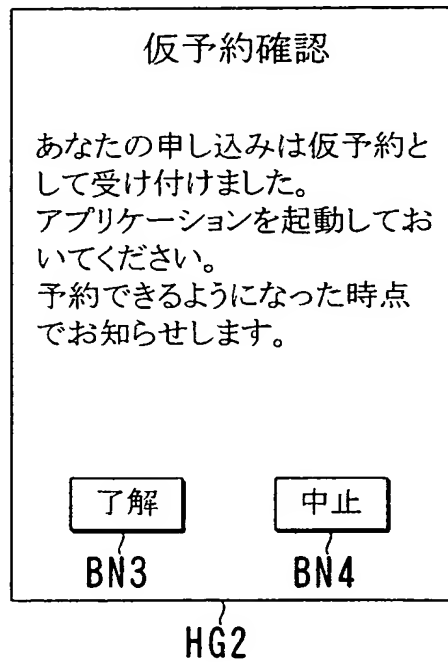 仮予約確認
あなたの申し込みは仮予約と
して受け付けました。
アプリケーションを起動してお
いてください。
予約できるようになった時点
でお知らせします。
了解 中止
BN3 BN4
HG2